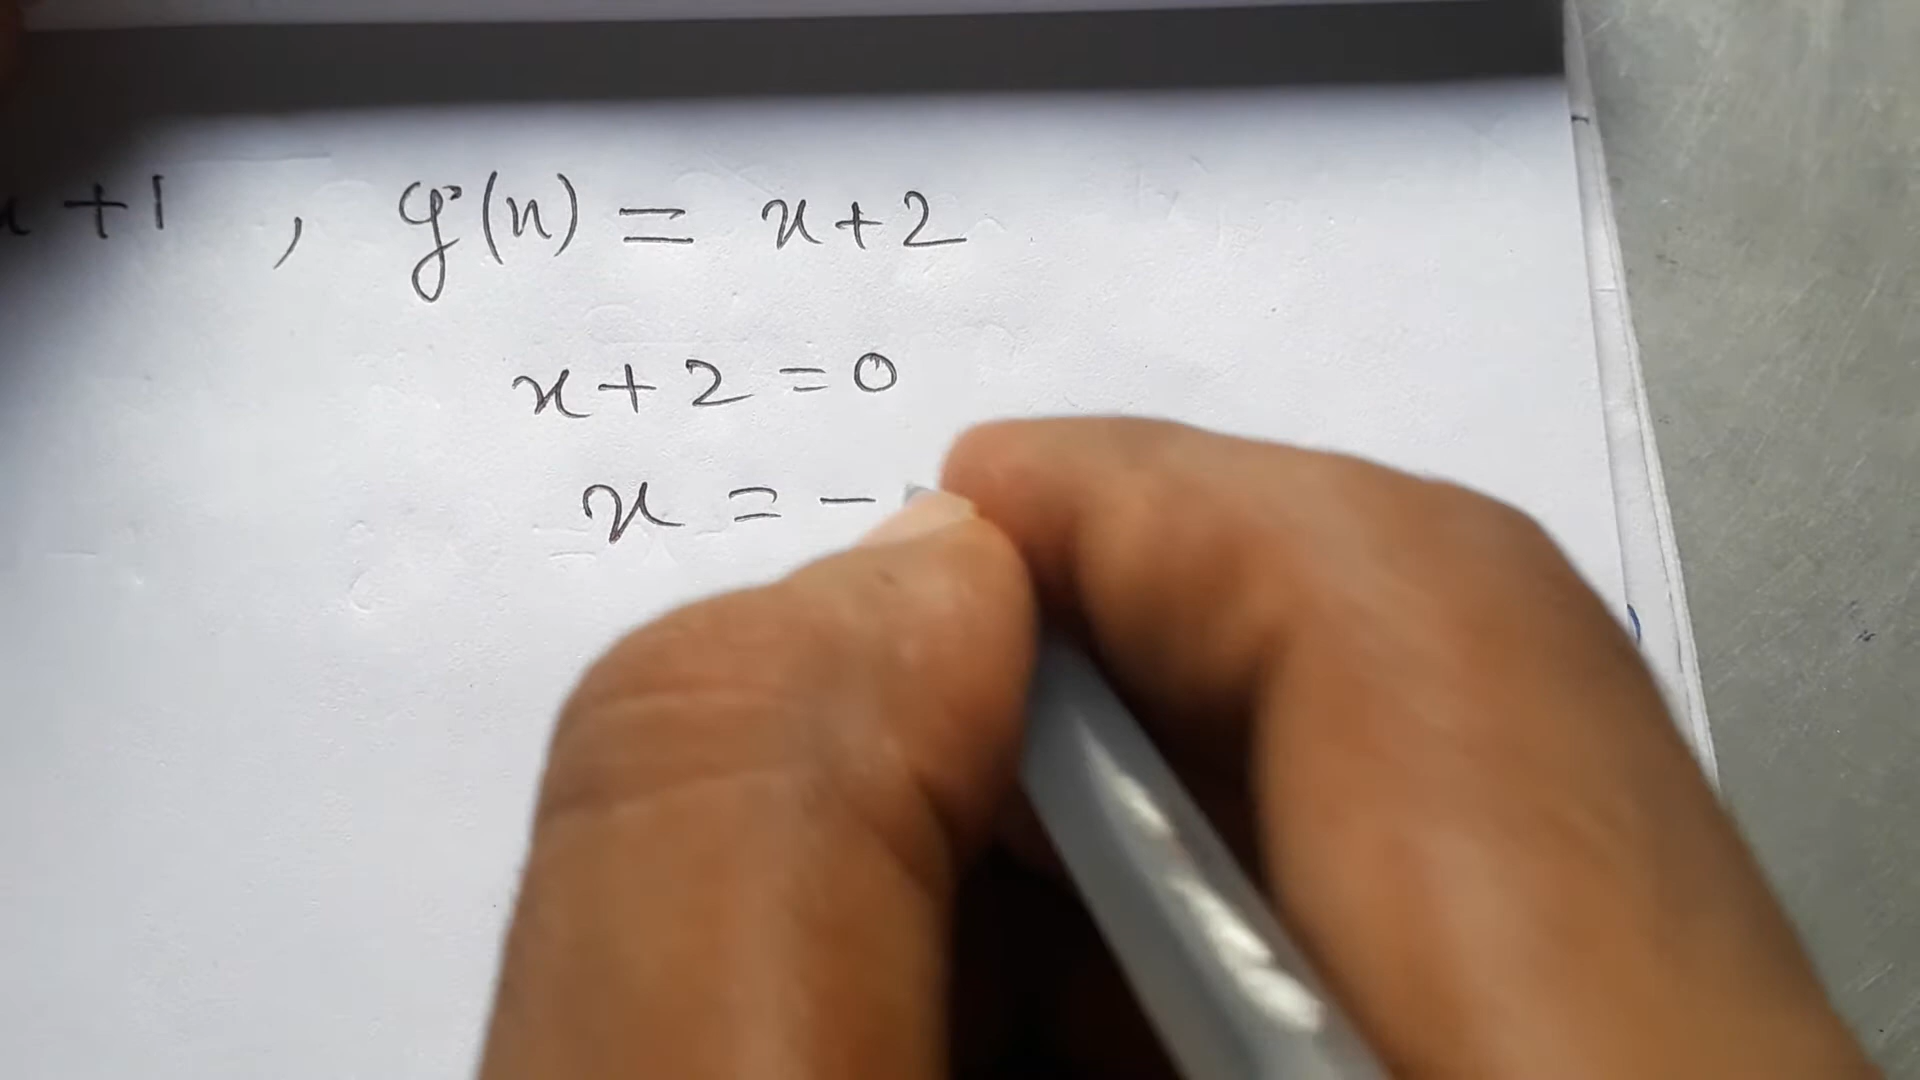 x +1 , g(x) = x+2
x+2 =0
x = -